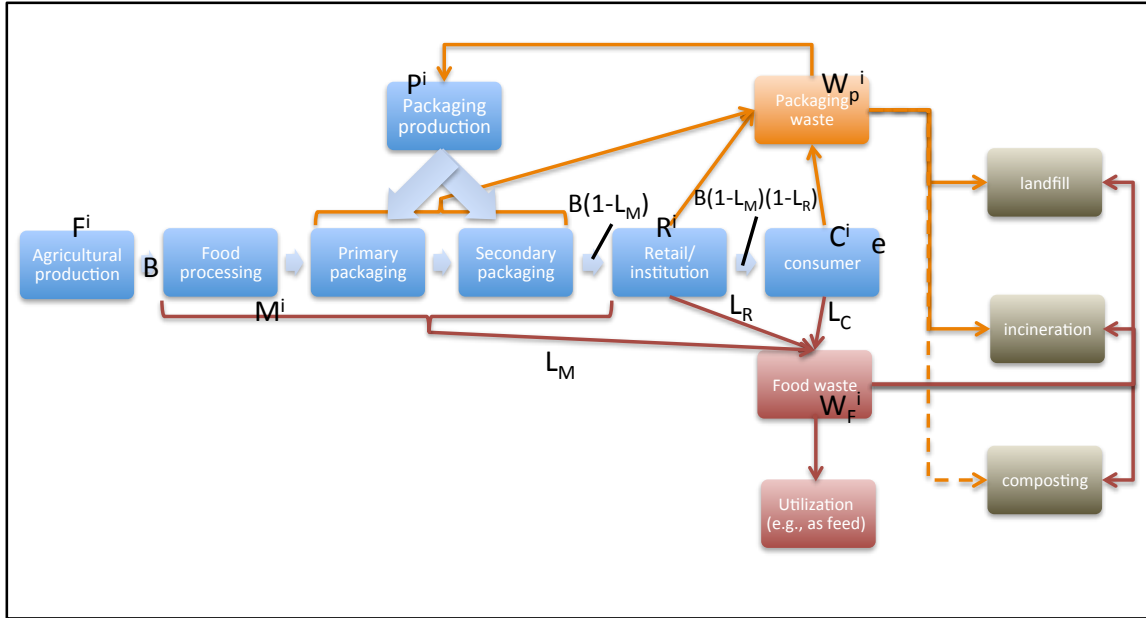 Pⁱ
Packaging
production
W_pⁱ
Packaging
waste
landfill
B(1-L_M)
B(1-L_M)(1-L_R)
Fⁱ
Agricultural
production
B
Food
processing
Primary
packaging
Secondary
packaging
Rⁱ
Retail/
institution
Cⁱ
e
consumer
Mⁱ
L_M
L_R
L_C
incineration
Food waste
W_Fⁱ
composting
Utilization
(e.g., as feed)